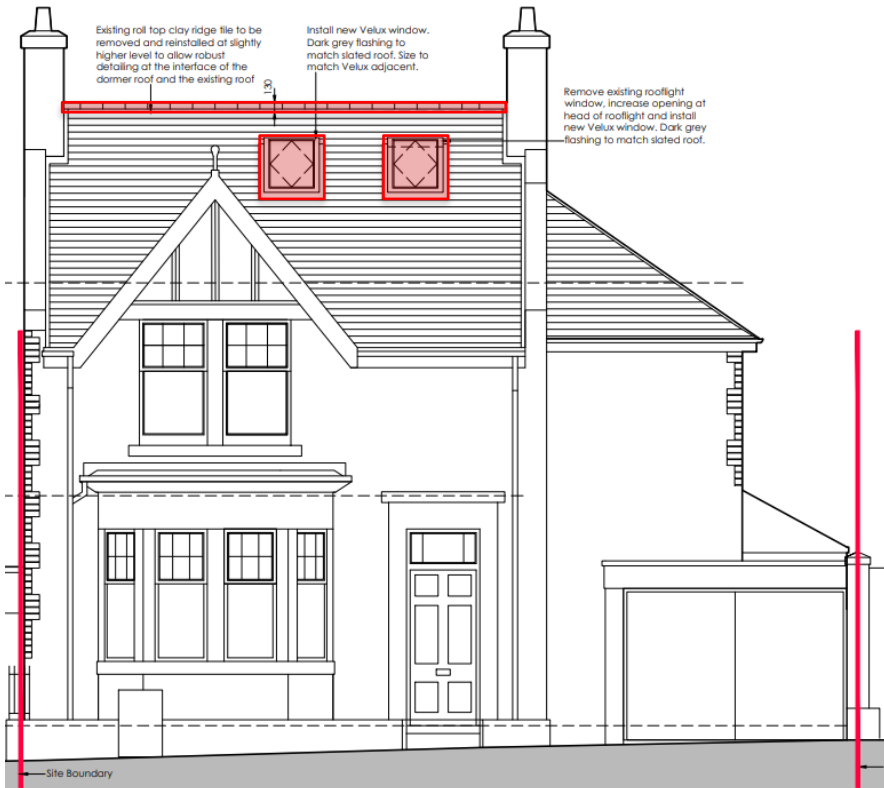 Existing roll top clay ridge tile to be
removed and reinstalled at slightly
higher level to allow robust
detailing at the interface of the
dormer roof and the existing roof
Install new Velux window.
Dark grey flashing to
match slated roof. Size to
match Velux adjacent.
130
Remove existing rooflight
window, increase opening at
head of rooflight and install
new Velux window. Dark grey
flashing to match slated roof.
Site Boundary